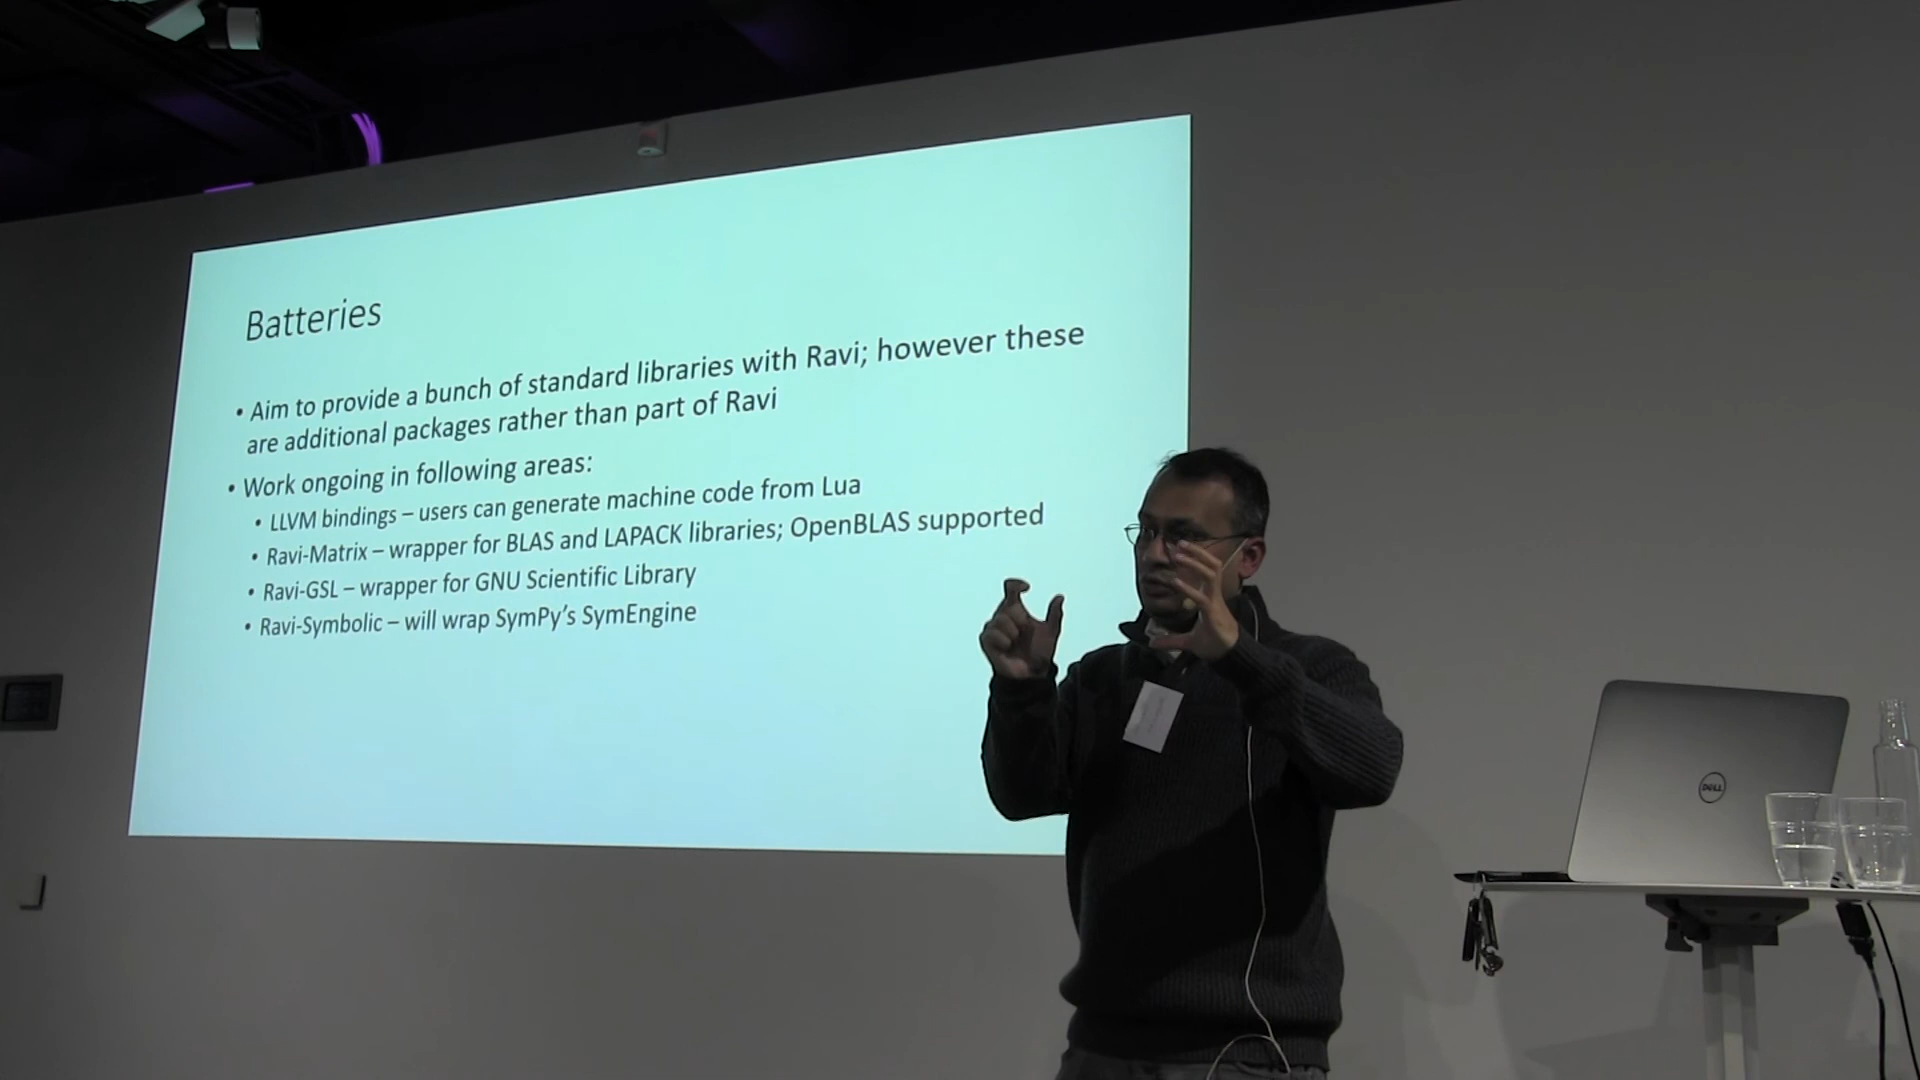 Batteries
• Aim to provide a bunch of standard libraries with Ravi; however these
are additional packages rather than part of Ravi
• Work ongoing in following areas:
• LLVM bindings – users can generate machine code from Lua
• Ravi-Matrix – wrapper for BLAS and LAPACK libraries; OpenBLAS supported
• Ravi-GSL – wrapper for GNU Scientific Library
• Ravi-Symbolic – will wrap SymPy's SymEngine
DELL